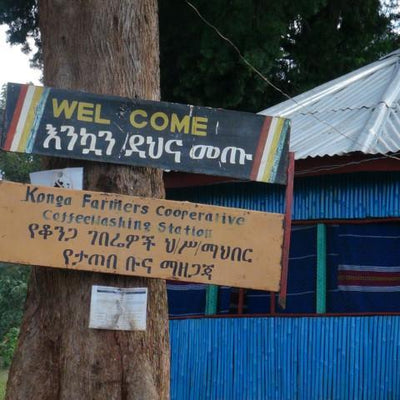 WEL COME
እንኳን ደህና መጡ
Konga Farmers Cooperative
CoffeeWashing Station
የቆንጋ ገበሬዎች ህ/ሥ/ማህበር
የታጠበ ቡና ማዘጋጃ